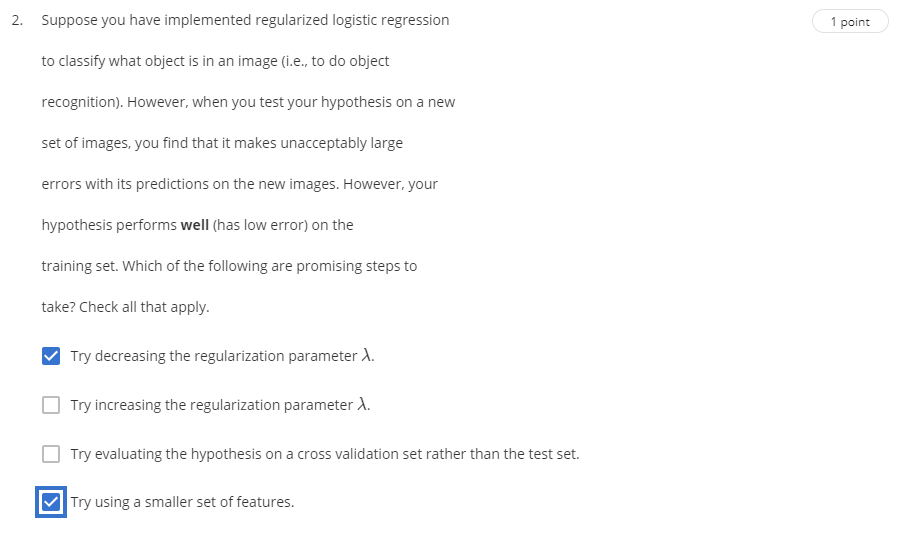 2. Suppose you have implemented regularized logistic regression
1 point
to classify what object is in an image (i.e., to do object
recognition). However, when you test your hypothesis on a new
set of images, you find that it makes unacceptably large
errors with its predictions on the new images. However, your
hypothesis performs well (has low error) on the
training set. Which of the following are promising steps to
take? Check all that apply.
Try decreasing the regularization parameter λ.
Try increasing the regularization parameter λ.
Try evaluating the hypothesis on a cross validation set rather than the test set.
Try using a smaller set of features.